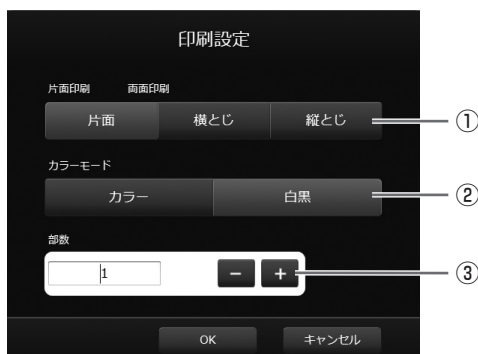 印刷設定
片面印刷 両面印刷
片面 横とじ 縦とじ ①
カラーモード
カラー 白黒 ②
部数
1 − + ③
OK キャンセル